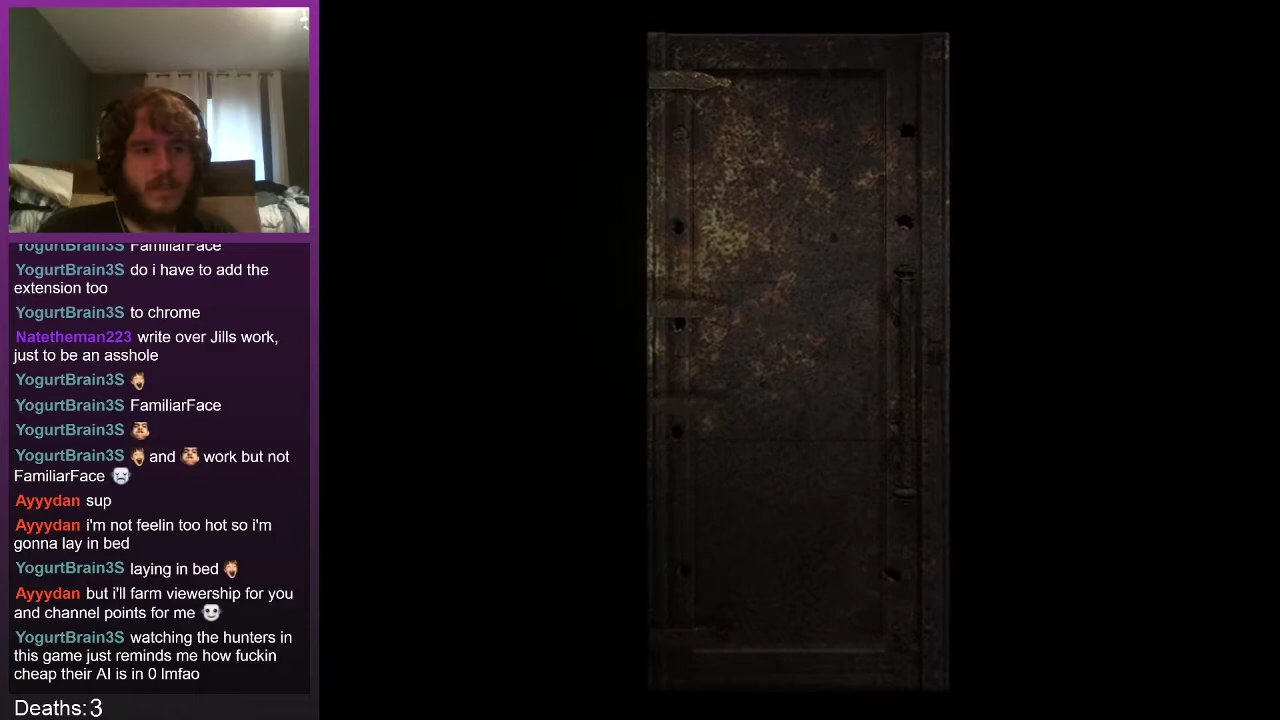 YogurtBrain3S FamiliarFace
YogurtBrain3S do i have to add the
extension too
YogurtBrain3S to chrome
Natetheman223 write over Jills work,
just to be an asshole
YogurtBrain3S
YogurtBrain3S FamiliarFace
YogurtBrain3S
YogurtBrain3S and work but not
FamiliarFace
Ayyydan sup
Ayyydan i'm not feelin too hot so i'm
gonna lay in bed
YogurtBrain3S laying in bed
Ayyydan but i'll farm viewership for you
and channel points for me
YogurtBrain3S watching the hunters in
this game just reminds me how fuckin
cheap their AI is in 0 lmfao
Deaths: 3